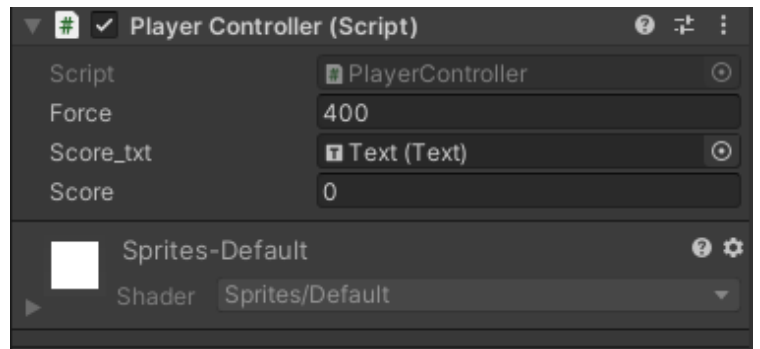 Player Controller (Script)
Script PlayerController
Force 400
Score_txt Text (Text)
Score 0
Sprites-Default
Shader Sprites/Default